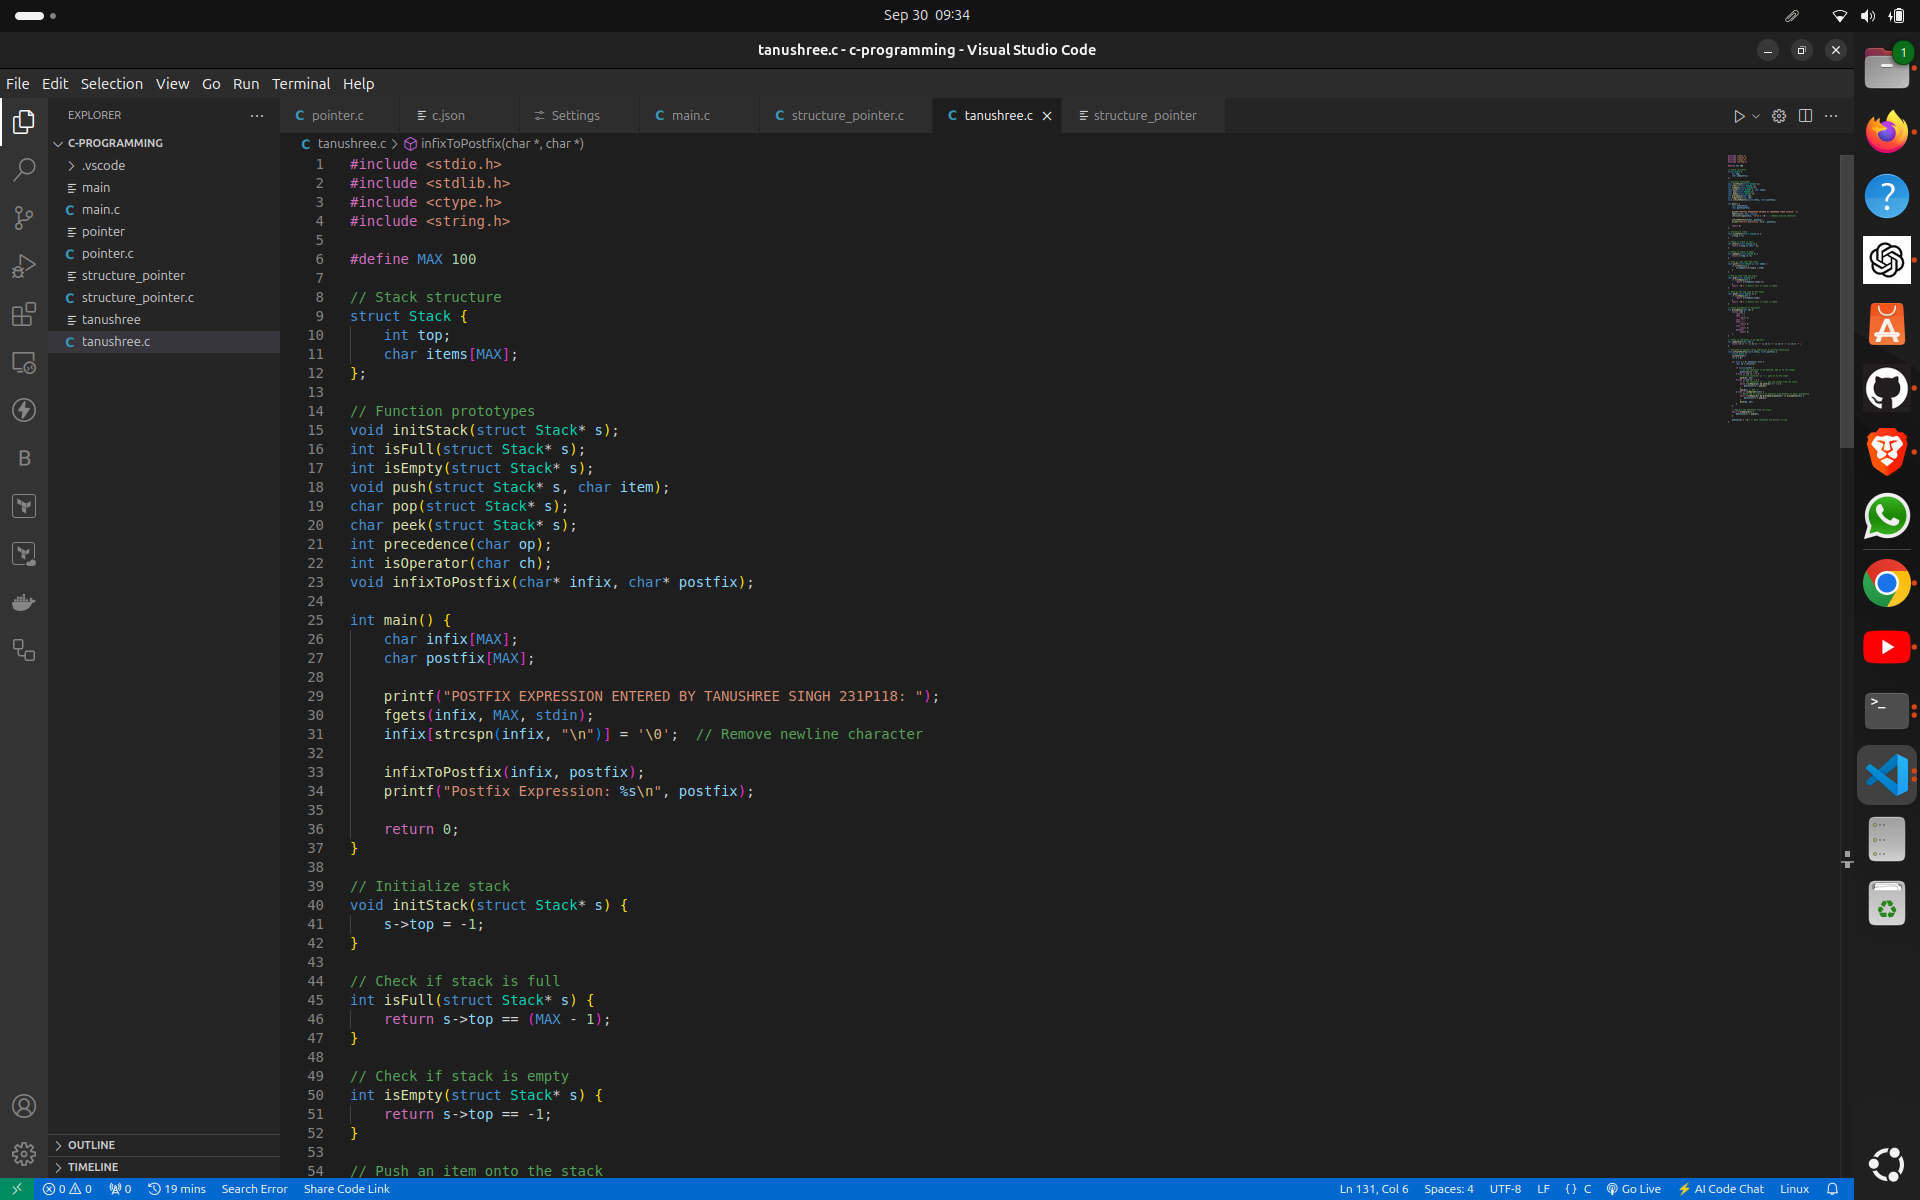 Sep 30 09:34
tanushree.c - c-programming - Visual Studio Code
1
File Edit Selection View Go Run Terminal Help
EXPLORER
C-PROGRAMMING
.vscode
main
C main.c
pointer
C pointer.c
structure_pointer
C structure_pointer.c
tanushree
C tanushree.c
OUTLINE
TIMELINE
B
C pointer.c c.json Settings C main.c C structure_pointer.c C tanushree.c structure_pointer
C tanushree.c > infixToPostfix(char *, char *)
1 #include <stdio.h>
2 #include <stdlib.h>
3 #include <ctype.h>
4 #include <string.h>
5
6 #define MAX 100
7
8 // Stack structure
9 struct Stack {
10 int top;
11 char items[MAX];
12 };
13
14 // Function prototypes
15 void initStack(struct Stack* s);
16 int isFull(struct Stack* s);
17 int isEmpty(struct Stack* s);
18 void push(struct Stack* s, char item);
19 char pop(struct Stack* s);
20 char peek(struct Stack* s);
21 int precedence(char op);
22 int isOperator(char ch);
23 void infixToPostfix(char* infix, char* postfix);
24
25 int main() {
26 char infix[MAX];
27 char postfix[MAX];
28
29 printf("POSTFIX EXPRESSION ENTERED BY TANUSHREE SINGH 231P118: ");
30 fgets(infix, MAX, stdin);
31 infix[strcspn(infix, "\n")] = '\0';  // Remove newline character
32
33 infixToPostfix(infix, postfix);
34 printf("Postfix Expression: %s\n", postfix);
35
36 return 0;
37 }
38
39 // Initialize stack
40 void initStack(struct Stack* s) {
41 s->top = -1;
42 }
43
44 // Check if stack is full
45 int isFull(struct Stack* s) {
46 return s->top == (MAX - 1);
47 }
48
49 // Check if stack is empty
50 int isEmpty(struct Stack* s) {
51 return s->top == -1;
52 }
53
54 // Push an item onto the stack
0 0 0 19 mins Search Error Share Code Link Ln 131, Col 6 Spaces: 4 UTF-8 LF {} C Go Live AI Code Chat Linux